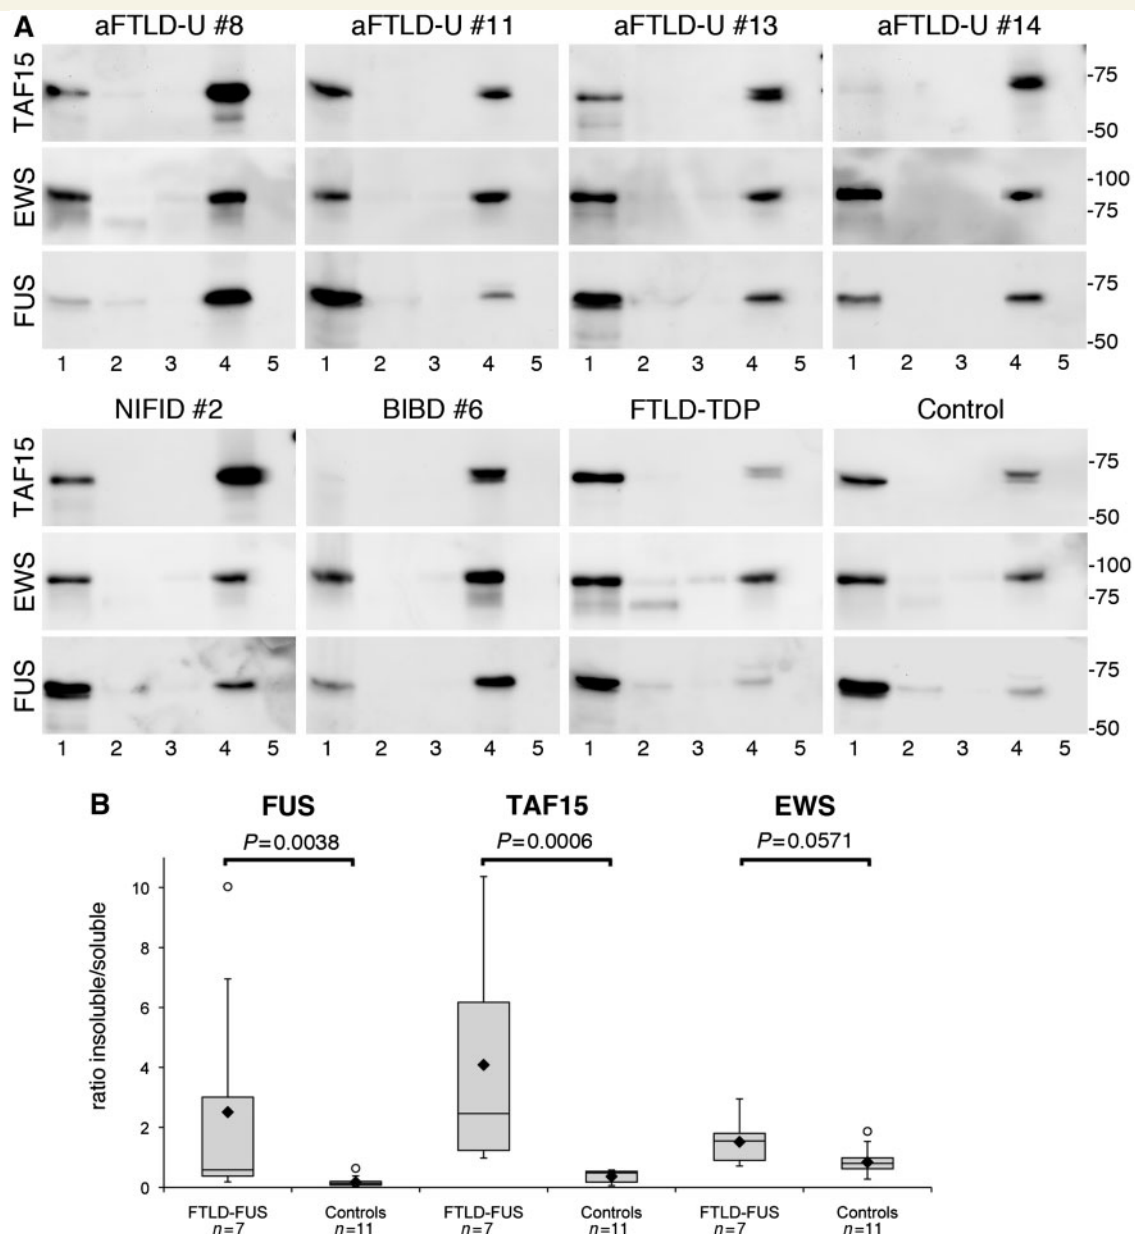 A
aFTLD-U #8 aFTLD-U #11 aFTLD-U #13 aFTLD-U #14
TAF15 -75
-50
EWS -100
-75
FUS -75
-50
1 2 3 4 5 1 2 3 4 5 1 2 3 4 5 1 2 3 4 5
NIFID #2 BIBD #6 FTLD-TDP Control
TAF15 -75
-50
EWS -100
-75
FUS -75
-50
1 2 3 4 5 1 2 3 4 5 1 2 3 4 5 1 2 3 4 5
B FUS TAF15 EWS
P=0.0038 P=0.0006 P=0.0571
ratio insoluble/soluble
10
8
6
4
2
0
FTLD-FUS Controls FTLD-FUS Controls FTLD-FUS Controls
n=7 n=11 n=7 n=11 n=7 n=11